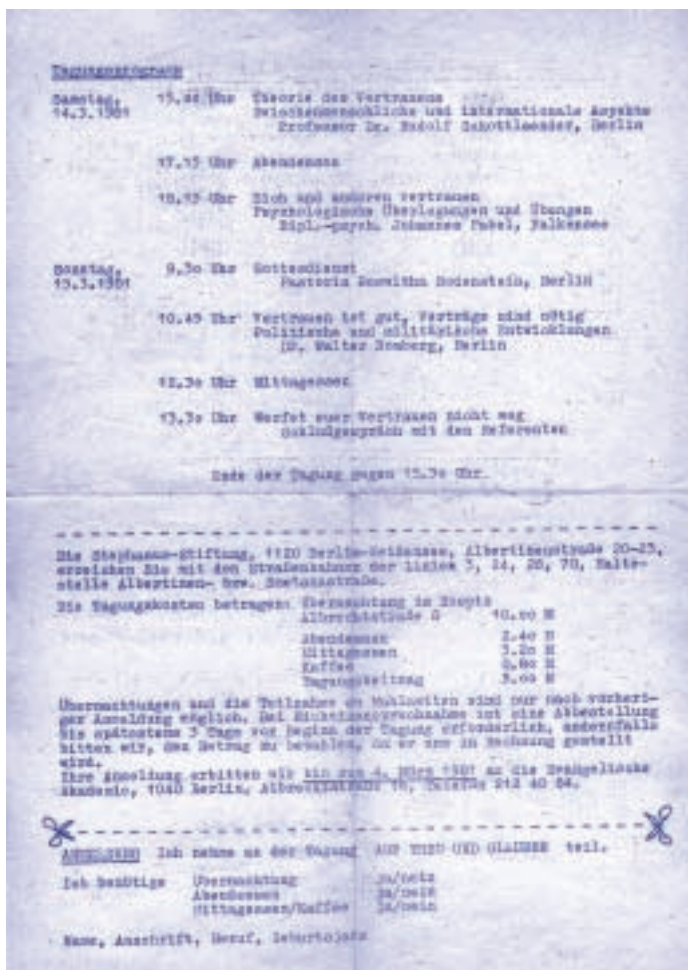 Tagungsprogramm
Samstag, 15,00 Uhr Theorie des Vertrauens
14.3.1981 Zwischenmenschliche und internationale Aspekte
Professor Dr. Rudolf Schottlaender, Berlin
17,15 Uhr Abendessen
18,15 Uhr Sich und anderen vertrauen
Psychologische Überlegungen und Übungen
Dipl.-psych. Johannes Falkensee
Sonntag, 9,30 Uhr Gottesdienst
15.3.1981 Pastorin Roswitha Bodenstein, Berlin
10,45 Uhr Vertrauen ist gut, Verträge sind nötig
Politische und militärische Entwicklungen
Dr. Walter Romberg, Berlin
12,30 Uhr Mittagessen
13,30 Uhr Werfet euer Vertrauen nicht weg
Schlußgespräch mit den Referenten
Ende der Tagung gegen 15,30 Uhr.
Die Stephanus-Stiftung, 1120 Berlin-Weißensee, Albertinenstraße 20-23,
erreichen Sie mit den Straßenbahnen der Linien 3, 24, 28, 70, Halte-
stelle Albertinen- bzw. Smetanastraße.
Die Tagungskosten betragen: Übernachtung im Hospiz
Albrechtstraße 8 10.00 M
Abendessen 2.40 M
Mittagessen 3.20 M
Kaffee 0.80 M
Tagungsbeitrag 3.00 M
Übernachtungen und die Teilnahme an Mahlzeiten sind nur nach vorheri-
ger Anmeldung möglich. Bei Nichtinanspruchnahme ist eine Abbestellung
bis spätestens 3 Tage vor Beginn der Tagung erforderlich, andernfalls
bitten wir, den Betrag zu bezahlen, da er uns in Rechnung gestellt
wird.
Ihre Anmeldung erbitten wir bis zum 4. März 1981 an die Evangelische
Akademie, 1040 Berlin, Albrechtstraße 16, Telefon 212 40 84.
ANMELDUNG Ich nehme an der Tagung AUF TREU UND GLAUBEN teil.
Ich benötige Übernachtung ja/nein
Abendessen ja/nein
Mittagessen/Kaffee ja/nein
Name, Anschrift, Beruf, Geburtsjahr